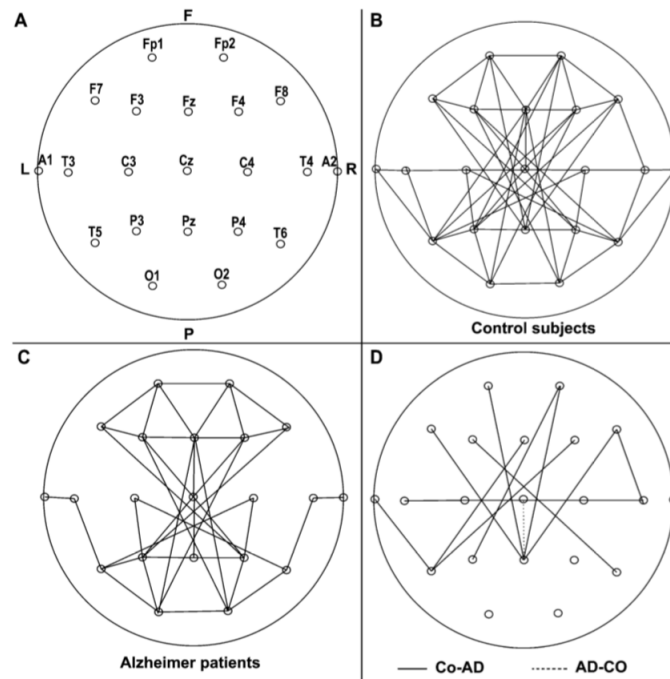 A
F
Fp1 Fp2
F7 F3 Fz F4 F8
L A1 T3 C3 Cz C4 T4 A2 R
T5 P3 Pz P4 T6
O1 O2
P
B
Control subjects
C
Alzheimer patients
D
Co-AD AD-CO